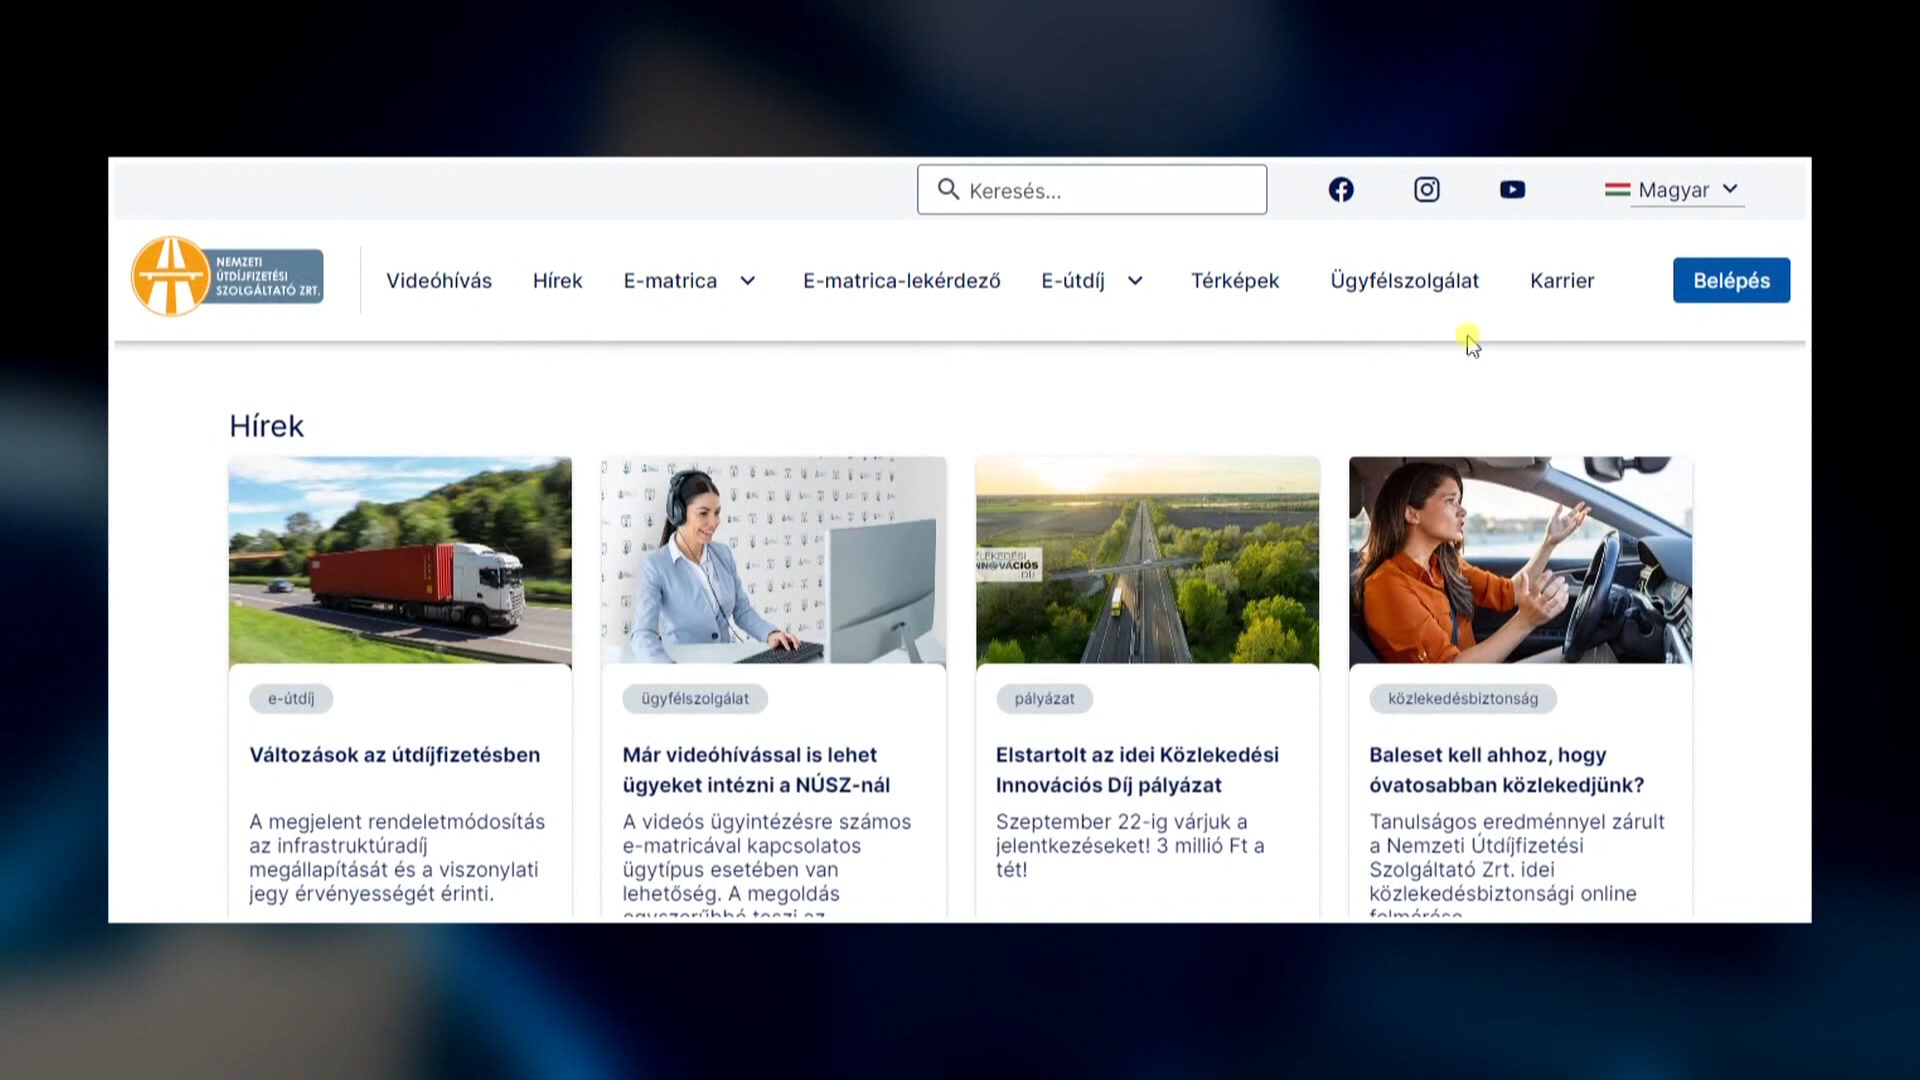 Keresés...
Magyar
NEMZETI
ÚTDÍJFIZETÉSI
SZOLGÁLTATÓ ZRT.
Videóhívás
Hírek
E-matrica
E-matrica-lekérdező
E-útdíj
Térképek
Ügyfélszolgálat
Karrier
Belépés
Hírek
INNOVÁCIÓS
DÍJ
e-útdíj
Változások az útdíjfizetésben
A megjelent rendeletmódosítás
az infrastruktúradíj
megállapítását és a viszonylati
jegy érvényességét érinti.
ügyfélszolgálat
Már videóhívással is lehet
ügyeket intézni a NÚSZ-nál
A videós ügyintézésre számos
e-matricával kapcsolatos
ügytípus esetében van
lehetőség. A megoldás
pályázat
Elstartolt az idei Közlekedési
Innovációs Díj pályázat
Szeptember 22-ig várjuk a
jelentkezéseket! 3 millió Ft a
tét!
közlekedésbiztonság
Baleset kell ahhoz, hogy
óvatosabban közlekedjünk?
Tanulságos eredménnyel zárult
a Nemzeti Útdíjfizetési
Szolgáltató Zrt. idei
közlekedésbiztonsági online